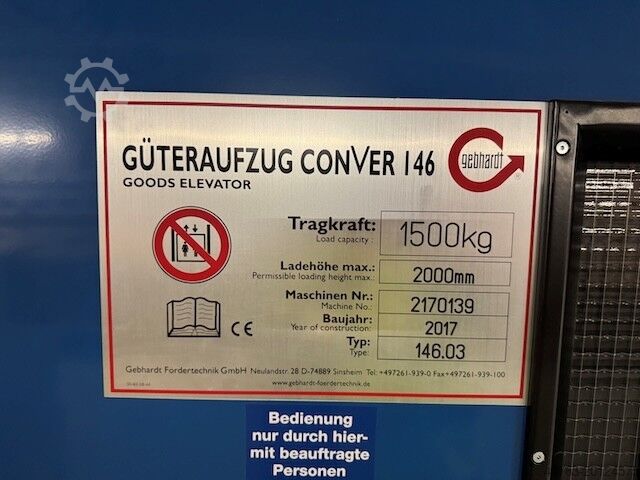 GÜTERAUFZUG CONVER 146
GOODS ELEVATOR
gebhardt
Tragkraft: 1500kg
Load capacity :
Ladehöhe max.: 2000mm
Permissible loading height max.:
Maschinen Nr.: 2170139
Machine No.:
Baujahr: 2017
Year of construction:
Typ: 146.03
Type:
CE
Gebhardt Fordertechnik GmbH Neulandstr. 28 D-74889 Sinsheim Tel.: +497261-939-0 Fax+497261-939-100
www.gebhardt-foerdertechnik.de
Bedienung
nur durch hier-
mit beauftragte
Personen